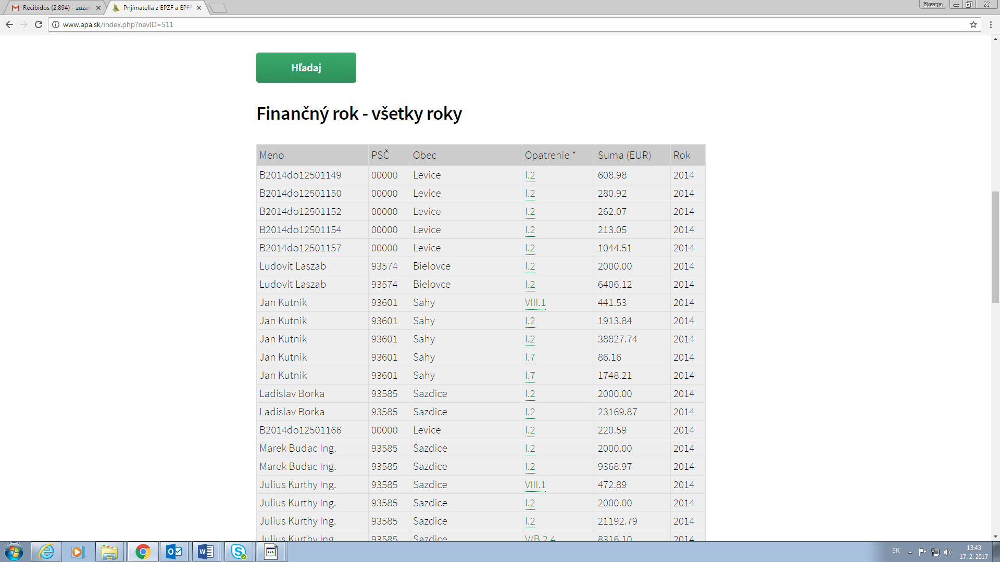 Recibidos (2.894) - zuzan
Prijímatelia z EPZF a EPFR
Zuzana
www.apa.sk/index.php?navID=511
Hľadaj
Finančný rok - všetky roky
Meno PSČ Obec Opatrenie * Suma (EUR) Rok
B2014do12501149 00000 Levice I.2 608.98 2014
B2014do12501150 00000 Levice I.2 280.92 2014
B2014do12501152 00000 Levice I.2 262.07 2014
B2014do12501154 00000 Levice I.2 213.05 2014
B2014do12501157 00000 Levice I.2 1044.51 2014
Ludovit Laszab 93574 Bielovce I.2 2000.00 2014
Ludovit Laszab 93574 Bielovce I.2 6406.12 2014
Jan Kutnik 93601 Sahy VIII.1 441.53 2014
Jan Kutnik 93601 Sahy I.2 1913.84 2014
Jan Kutnik 93601 Sahy I.2 38827.74 2014
Jan Kutnik 93601 Sahy I.7 86.16 2014
Jan Kutnik 93601 Sahy I.7 1748.21 2014
Ladislav Borka 93585 Sazdice I.2 2000.00 2014
Ladislav Borka 93585 Sazdice I.2 23169.87 2014
B2014do12501166 00000 Levice I.2 220.59 2014
Marek Budac Ing. 93585 Sazdice I.2 2000.00 2014
Marek Budac Ing. 93585 Sazdice I.2 9368.97 2014
Julius Kurthy Ing. 93585 Sazdice VIII.1 472.89 2014
Julius Kurthy Ing. 93585 Sazdice I.2 2000.00 2014
Julius Kurthy Ing. 93585 Sazdice I.2 21192.79 2014
Julius Kurthy Ing. 93585 Sazdice V/B.2.4 8316.10 2014
SK
13:43
17. 2. 2017